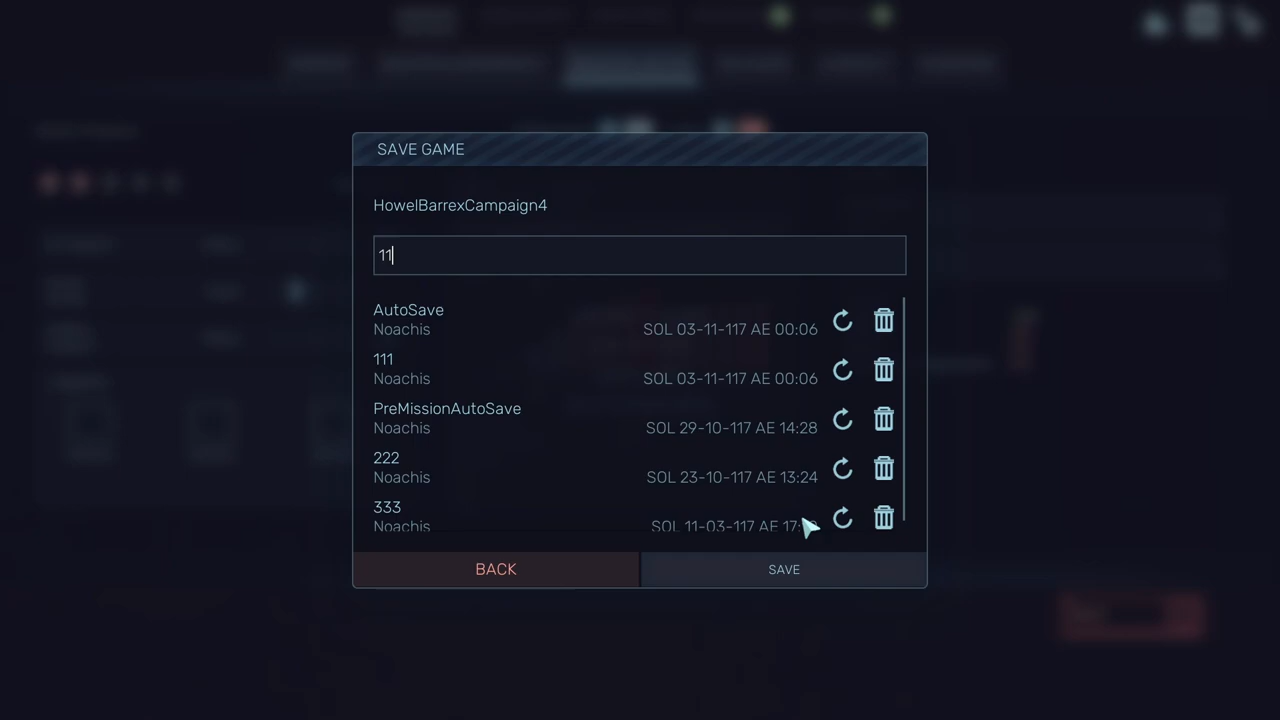 SAVE GAME
HowelBarrexCampaign4
11
AutoSave
Noachis SOL 03-11-117 AE 00:06
111
Noachis SOL 03-11-117 AE 00:06
PreMissionAutoSave
Noachis SOL 29-10-117 AE 14:28
222
Noachis SOL 23-10-117 AE 13:24
333
Noachis SOL 11-03-117 AE
BACK SAVE